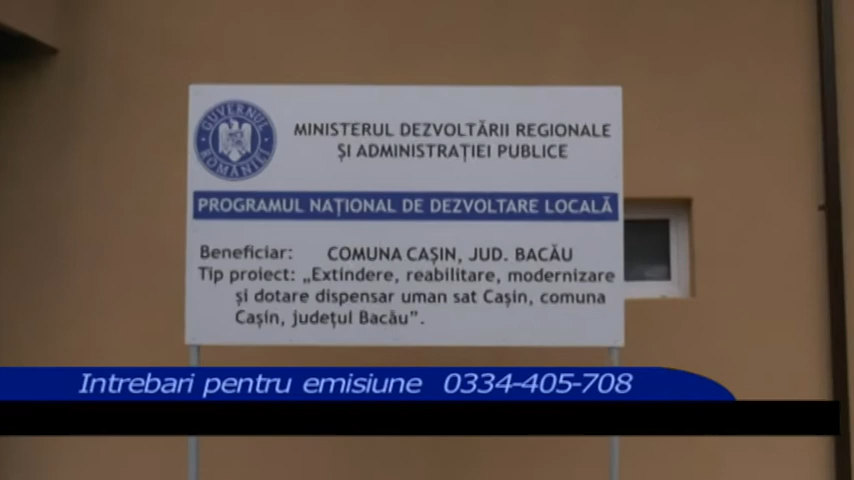 GUVERNUL
ROMÂNIEI
MINISTERUL DEZVOLTĂRII REGIONALE
ȘI ADMINISTRAȚIEI PUBLICE
PROGRAMUL NAȚIONAL DE DEZVOLTARE LOCALĂ
Beneficiar: COMUNA CAȘIN, JUD. BACĂU
Tip proiect: „Extindere, reabilitare, modernizare
și dotare dispensar uman sat Cașin, comuna
Cașin, județul Bacău”.
Intrebari pentru emisiune 0334-405-708